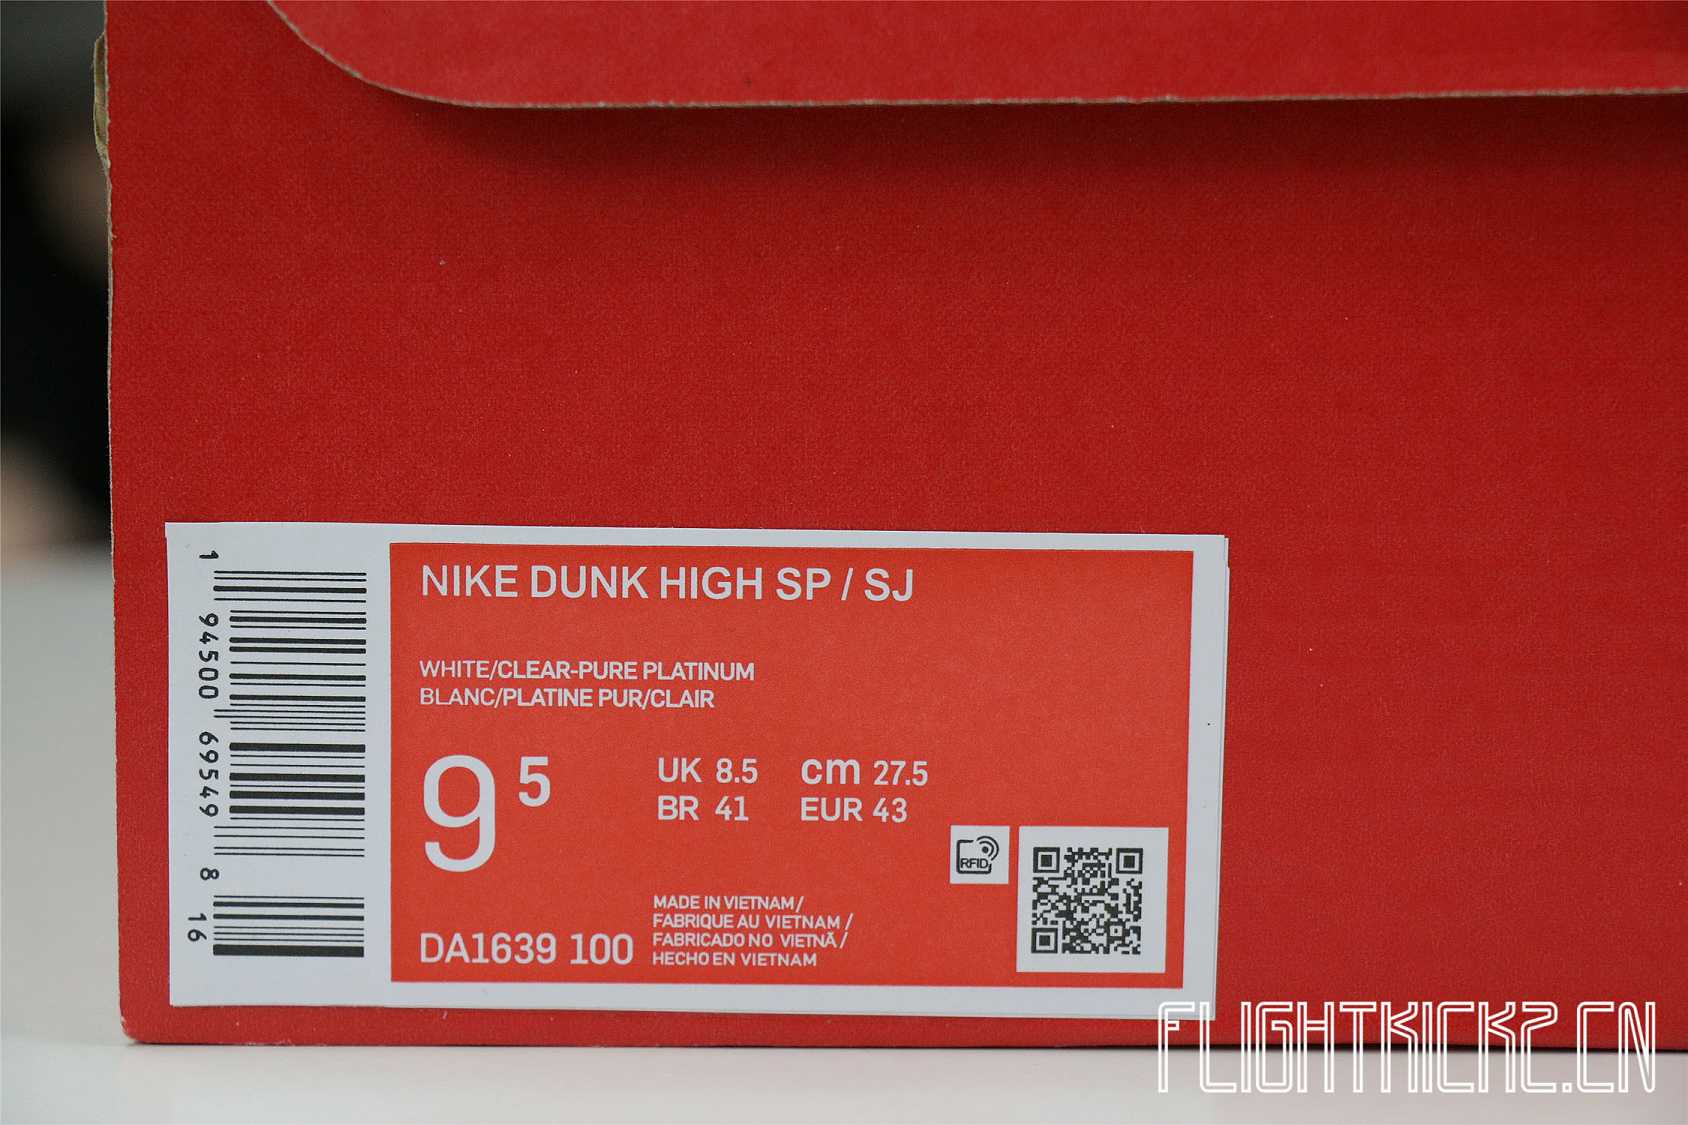 1 94500 69549 8 16
NIKE DUNK HIGH SP / SJ
WHITE/CLEAR-PURE PLATINUM
BLANC/PLATINE PUR/CLAIR
9 5
UK 8.5 cm 27.5
BR 41 EUR 43
RFID
MADE IN VIETNAM/
FABRIQUE AU VIETNAM /
FABRICADO NO VIETNÃ /
HECHO EN VIETNAM
DA1639 100
FLIGHTKICKZ.CN